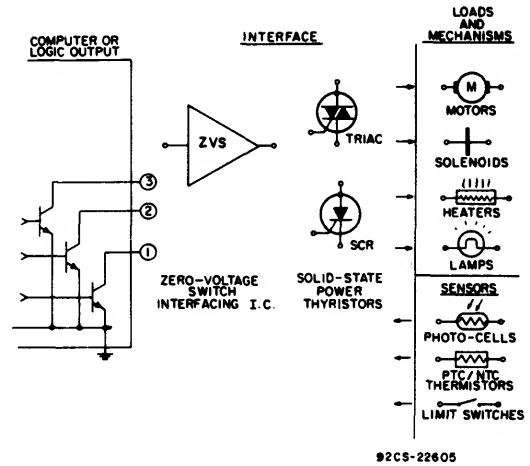 COMPUTER OR
LOGIC OUTPUT
INTERFACE
LOADS
AND
MECHANISMS
3
2
1
ZVS
ZERO-VOLTAGE
SWITCH
INTERFACING I.C.
TRIAC
SCR
SOLID-STATE
POWER
THYRISTORS
M
MOTORS
SOLENOIDS
HEATERS
LAMPS
SENSORS
PHOTO-CELLS
PTC/NTC
THERMISTORS
LIMIT SWITCHES
92CS-22605